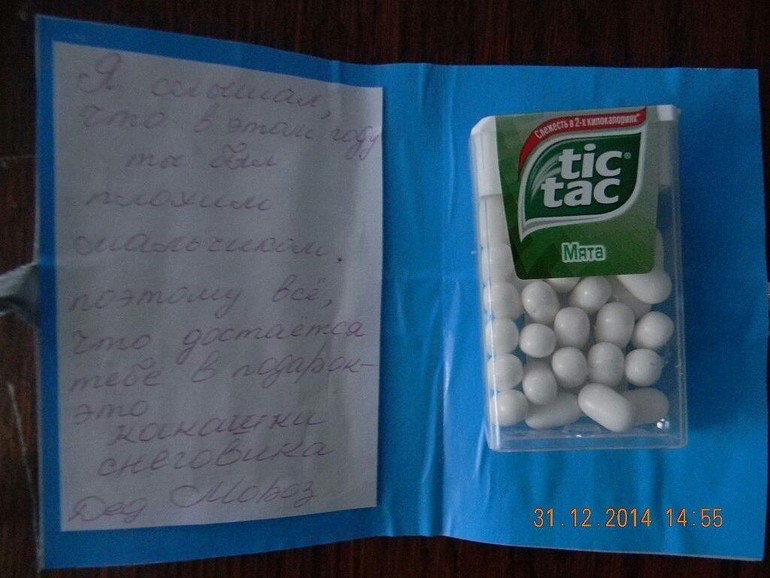 Я слышал,
что в этом году
ты был
плохим
мальчиком.
поэтому всё,
что достаётся
тебе в подарок-
это
какашки
снеговика
Дед Мороз
Свежесть в 2-х килокалориях*
tic
tac®
Мята
31.12.2014 14:55